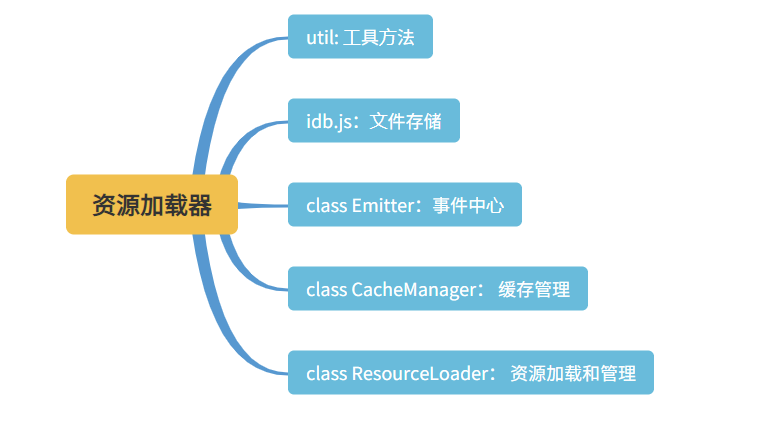 util: 工具方法
idb.js：文件存储
class Emitter：事件中心
资源加载器
class CacheManager： 缓存管理
class ResourceLoader： 资源加载和管理